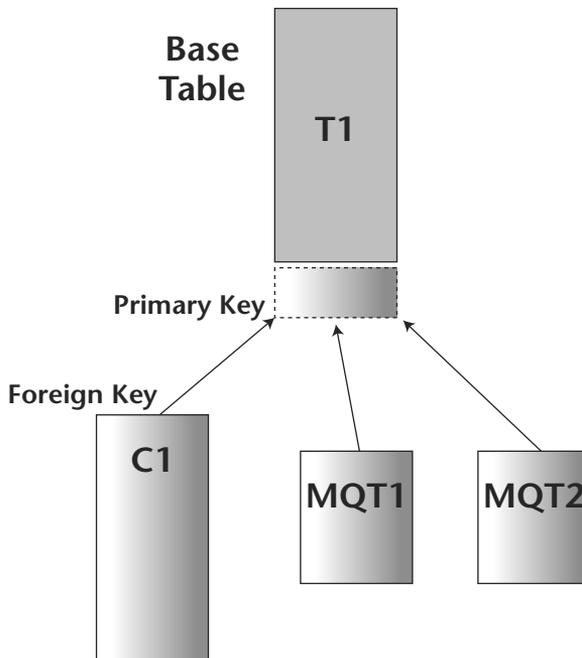 Base
Table
T1
Primary Key
Foreign Key
C1
MQT1
MQT2